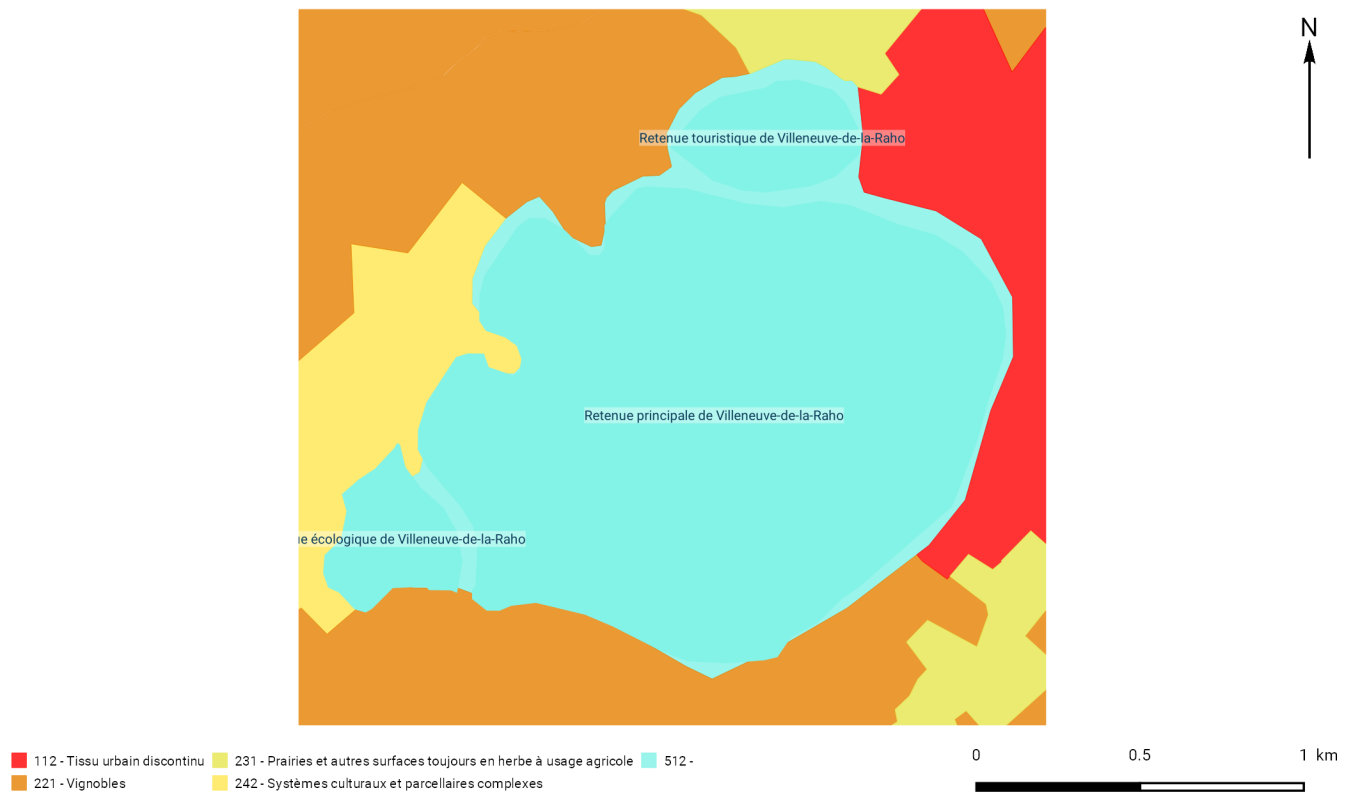 N
Retenue touristique de Villeneuve-de-la-Raho
Retenue principale de Villeneuve-de-la-Raho
écologique de Villeneuve-de-la-Raho
112 - Tissu urbain discontinu
231 - Prairies et autres surfaces toujours en herbe à usage agricole
512 -
221 - Vignobles
242 - Systèmes culturaux et parcellaires complexes
0 0.5 1 km